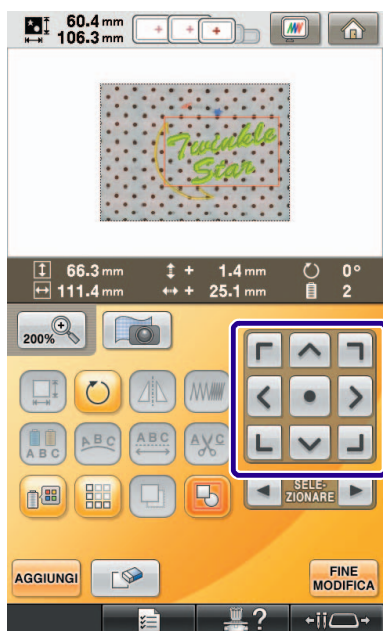 60.4 mm
106.3 mm
Twinkle
Star
66.3 mm + 1.4 mm 0°
111.4 mm + 25.1 mm 2
200%
A B C
A B C
A B C
A C
SELE-
ZIONARE
AGGIUNGI
FINE
MODIFICA
?